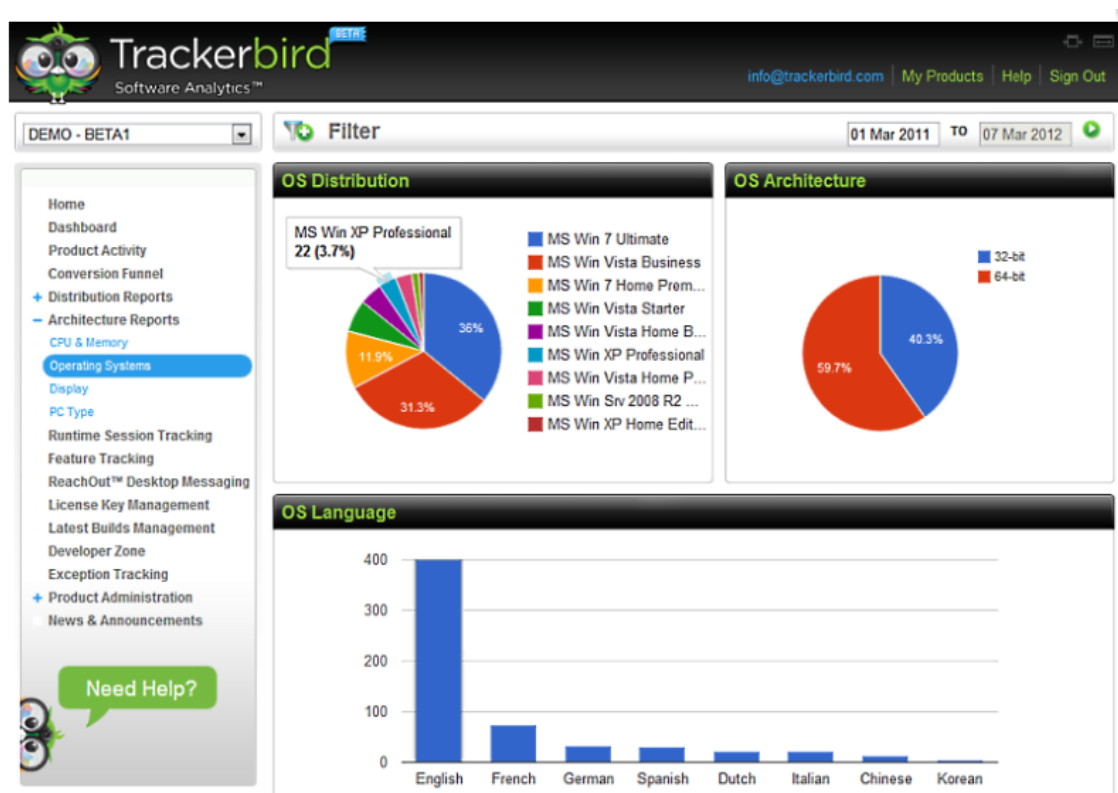 Trackerbird BETA
Software Analytics™
info@trackerbird.com | My Products | Help | Sign Out
DEMO - BETA1
Filter
01 Mar 2011 TO 07 Mar 2012
Home
Dashboard
Product Activity
Conversion Funnel
+ Distribution Reports
– Architecture Reports
CPU & Memory
Operating Systems
Display
PC Type
Runtime Session Tracking
Feature Tracking
ReachOut™ Desktop Messaging
License Key Management
Latest Builds Management
Developer Zone
Exception Tracking
+ Product Administration
News & Announcements
Need Help?
OS Distribution
MS Win XP Professional
22 (3.7%)
36%
11.9%
31.3%
MS Win 7 Ultimate
MS Win Vista Business
MS Win 7 Home Prem...
MS Win Vista Starter
MS Win Vista Home B...
MS Win XP Professional
MS Win Vista Home P...
MS Win Srv 2008 R2 ...
MS Win XP Home Edit...
OS Architecture
32-bit
64-bit
40.3%
59.7%
OS Language
400
300
200
100
0
English French German Spanish Dutch Italian Chinese Korean